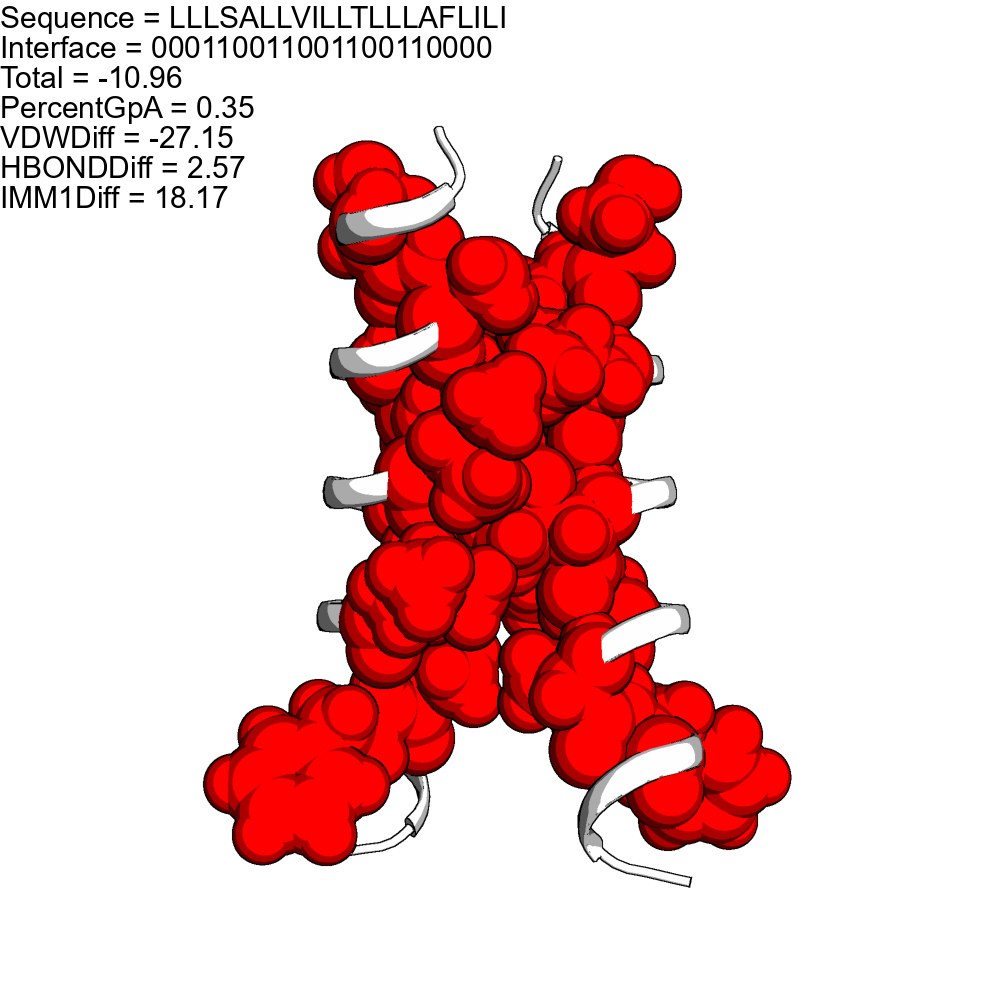 Sequence = LLLSALLVILLTLLLAFLILI
Interface = 000110011001100110000
Total = -10.96
PercentGpA = 0.35
VDWDiff = -27.15
HBONDDiff = 2.57
IMM1Diff = 18.17